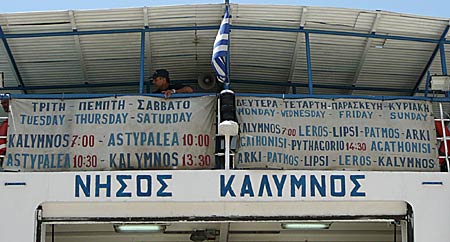 ΤΡΙΤΗ ΠΕΜΠΤΗ - ΣΑΒΒΑΤΟ
TUESDAY - THURSDAY - SATURDAY
KALYMNOS 7:00 - ASTYPALEA 10:00
ASTYPALEA 10:30 - KALYMNOS 13:30
ΔΕΥΤΕΡΑ - ΤΕΤΑΡΤΗ - ΠΑΡΑΣΚΕΥΗ - ΚΥΡΙΑΚΗ
MONDAY - WEDNESDAY - FRIDAY - SUNDAY
KALYMNOS 7:00 - LEROS - LIPSI - PATMOS - ARKI
AGATHONISI - PYTHAGORIO 14:30 - AGATHONISI
ARKI - PATMOS - LIPSI - LEROS - KALYMNOS
ΝΗΣΟΣ ΚΑΛΥΜΝΟΣ